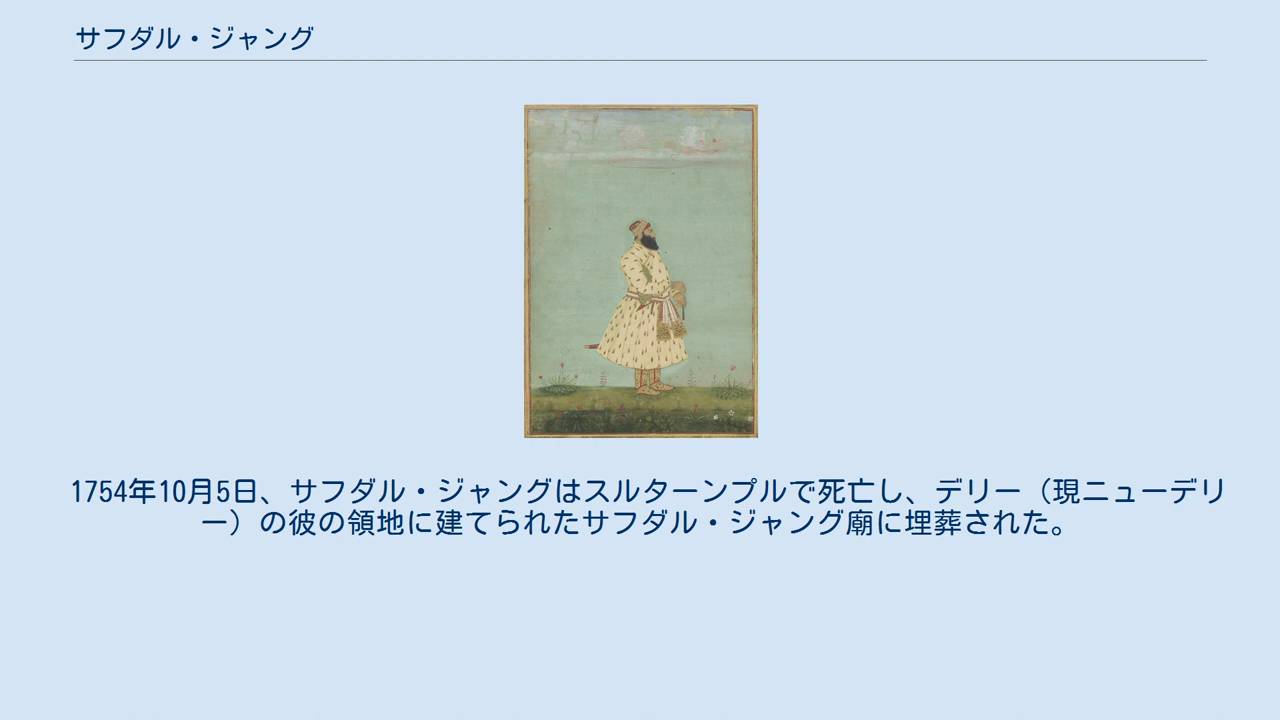 サフダル・ジャング
1754年10月5日、サフダル・ジャングはスルターンプルで死亡し、デリー（現ニューデリ
ー）の彼の領地に建てられたサフダル・ジャング廟に埋葬された。